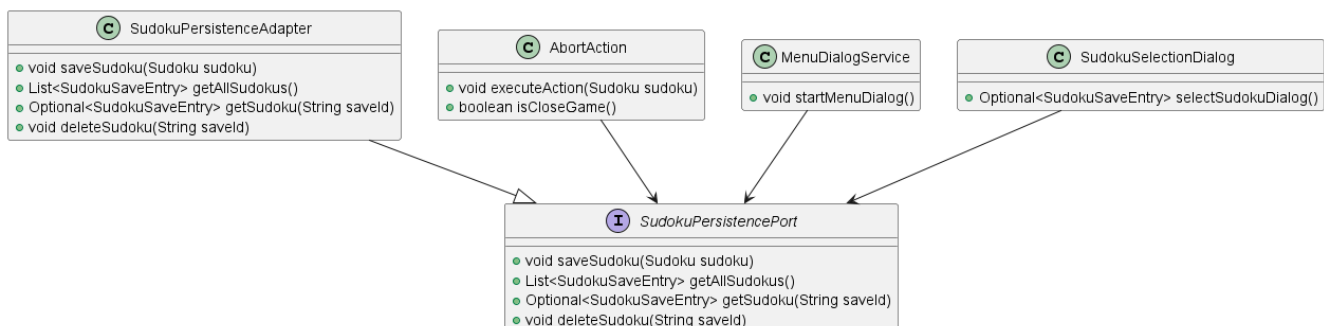 C SudokuPersistenceAdapter
void saveSudoku(Sudoku sudoku)
List<SudokuSaveEntry> getAllSudokus()
Optional<SudokuSaveEntry> getSudoku(String saveId)
void deleteSudoku(String saveId)
C AbortAction
void executeAction(Sudoku sudoku)
boolean isCloseGame()
C MenuDialogService
void startMenuDialog()
C SudokuSelectionDialog
Optional<SudokuSaveEntry> selectSudokuDialog()
I SudokuPersistencePort
void saveSudoku(Sudoku sudoku)
List<SudokuSaveEntry> getAllSudokus()
Optional<SudokuSaveEntry> getSudoku(String saveId)
void deleteSudoku(String saveId)